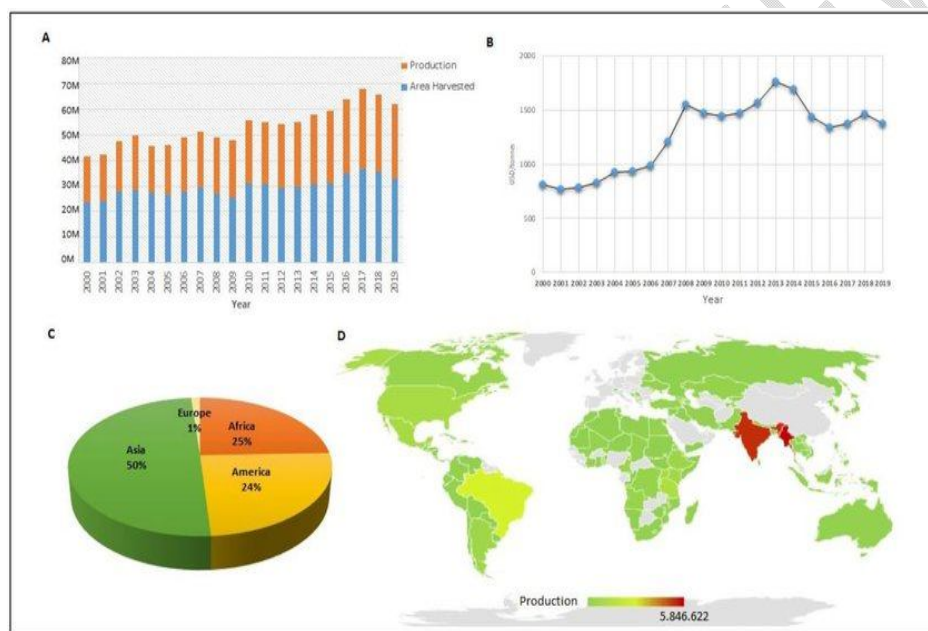 A
80M
70M
60M
50M
40M
30M
20M
10M
0M
Production
Area Harvested
2000 2001 2002 2003 2004 2005 2006 2007 2008 2009 2010 2011 2012 2013 2014 2015 2016 2017 2018 2019
Year
B
2000
1500
1000
500
0
USD/tonnes
2000 2001 2002 2003 2004 2005 2006 2007 2008 2009 2010 2011 2012 2013 2014 2015 2016 2017 2018 2019
Year
C
Europe
1%
Africa
25%
Asia
50%
America
24%
D
Production
5.846.622